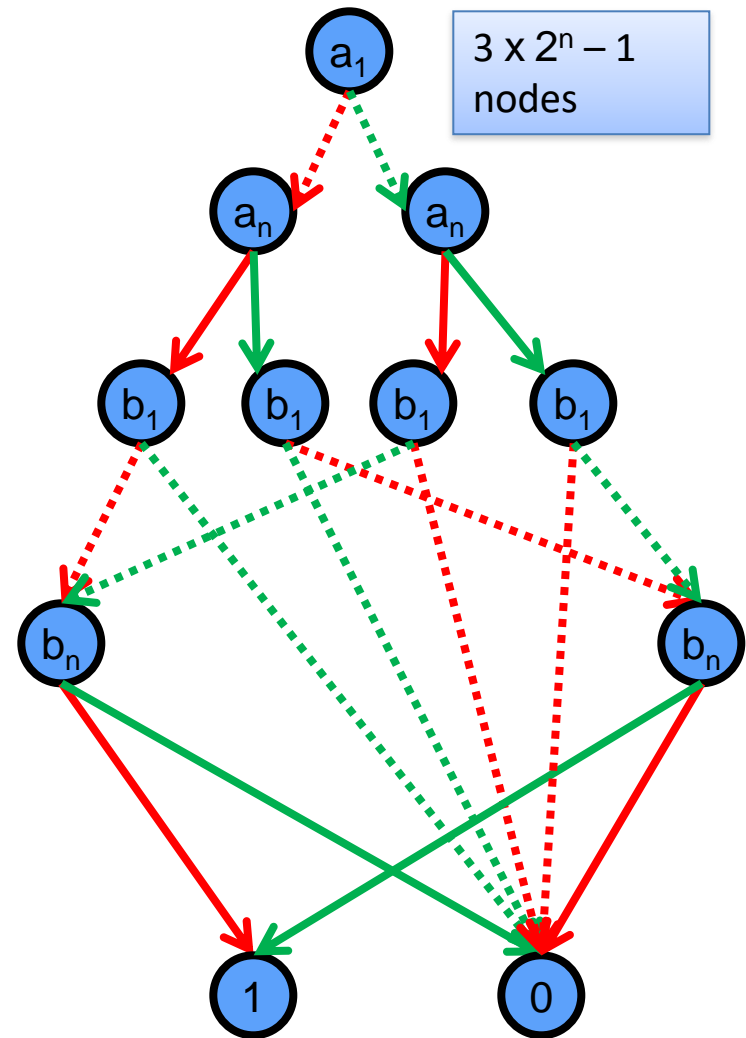 a₁
3 x 2ⁿ – 1
nodes
aₙ aₙ
b₁ b₁ b₁ b₁
bₙ bₙ
1 0